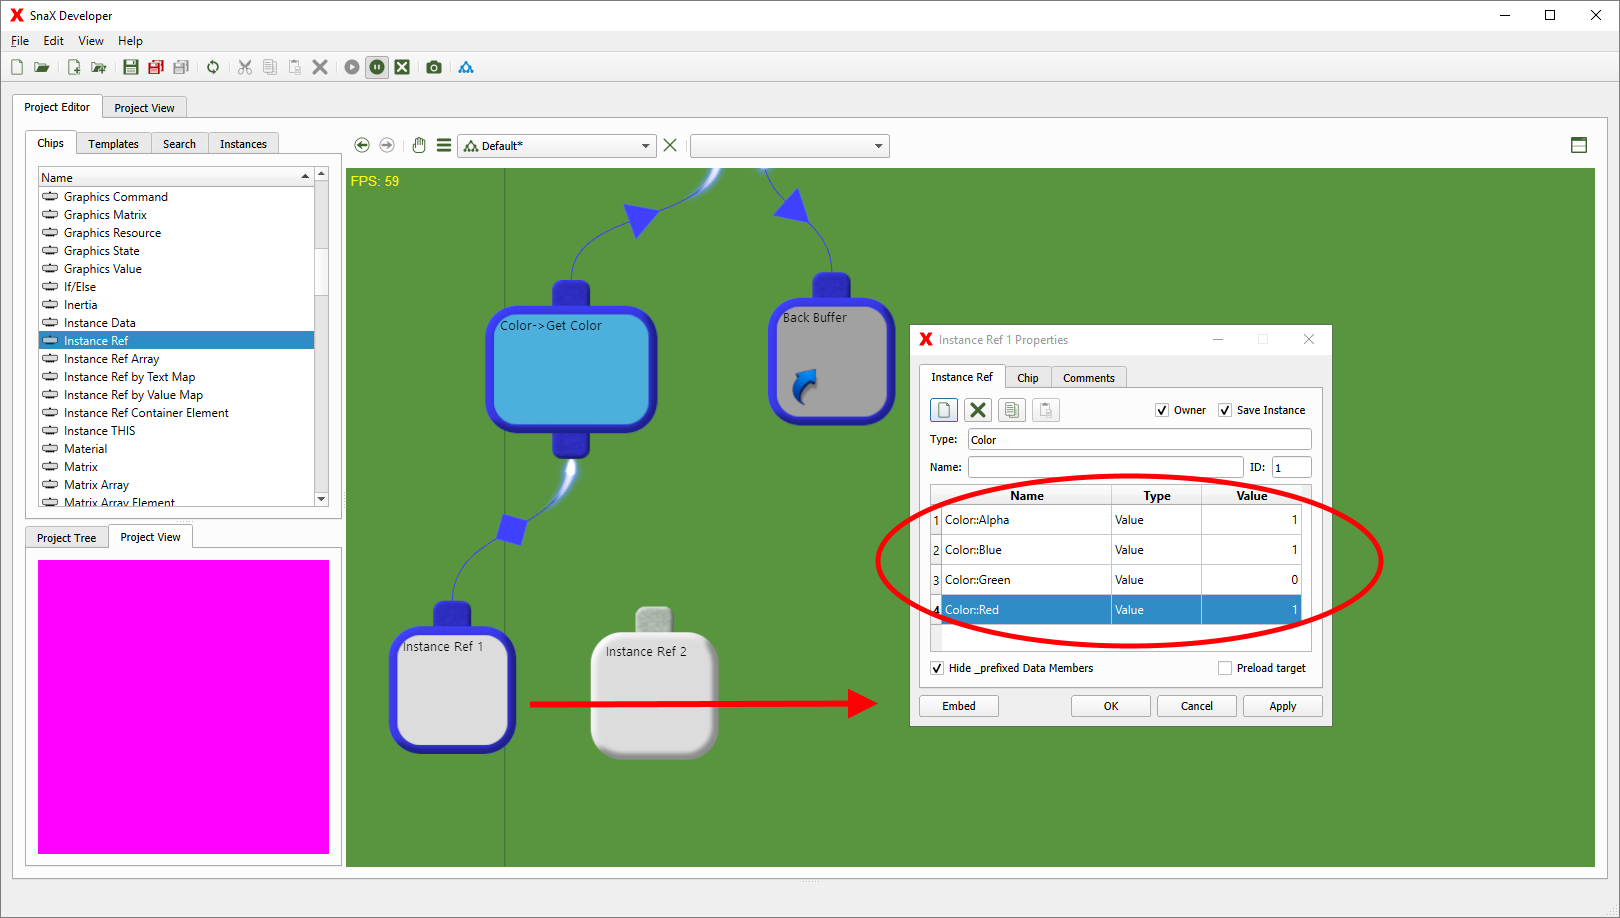 SnaX Developer
File Edit View Help
Project Editor Project View
Chips Templates Search Instances
Default*
Name
Graphics Command
Graphics Matrix
Graphics Resource
Graphics State
Graphics Value
If/Else
Inertia
Instance Data
Instance Ref
Instance Ref Array
Instance Ref by Text Map
Instance Ref by Value Map
Instance Ref Container Element
Instance THIS
Material
Matrix
Matrix Array
Matrix Array Element
Project Tree Project View
FPS: 59
Color->Get Color
Back Buffer
Instance Ref 1
Instance Ref 2
Instance Ref 1 Properties
Instance Ref Chip Comments
Owner Save Instance
Type: Color
Name: ID: 1
Name Type Value
1 Color::Alpha Value 1
2 Color::Blue Value 1
3 Color::Green Value 0
4 Color::Red Value 1
Hide _prefixed Data Members Preload target
Embed OK Cancel Apply